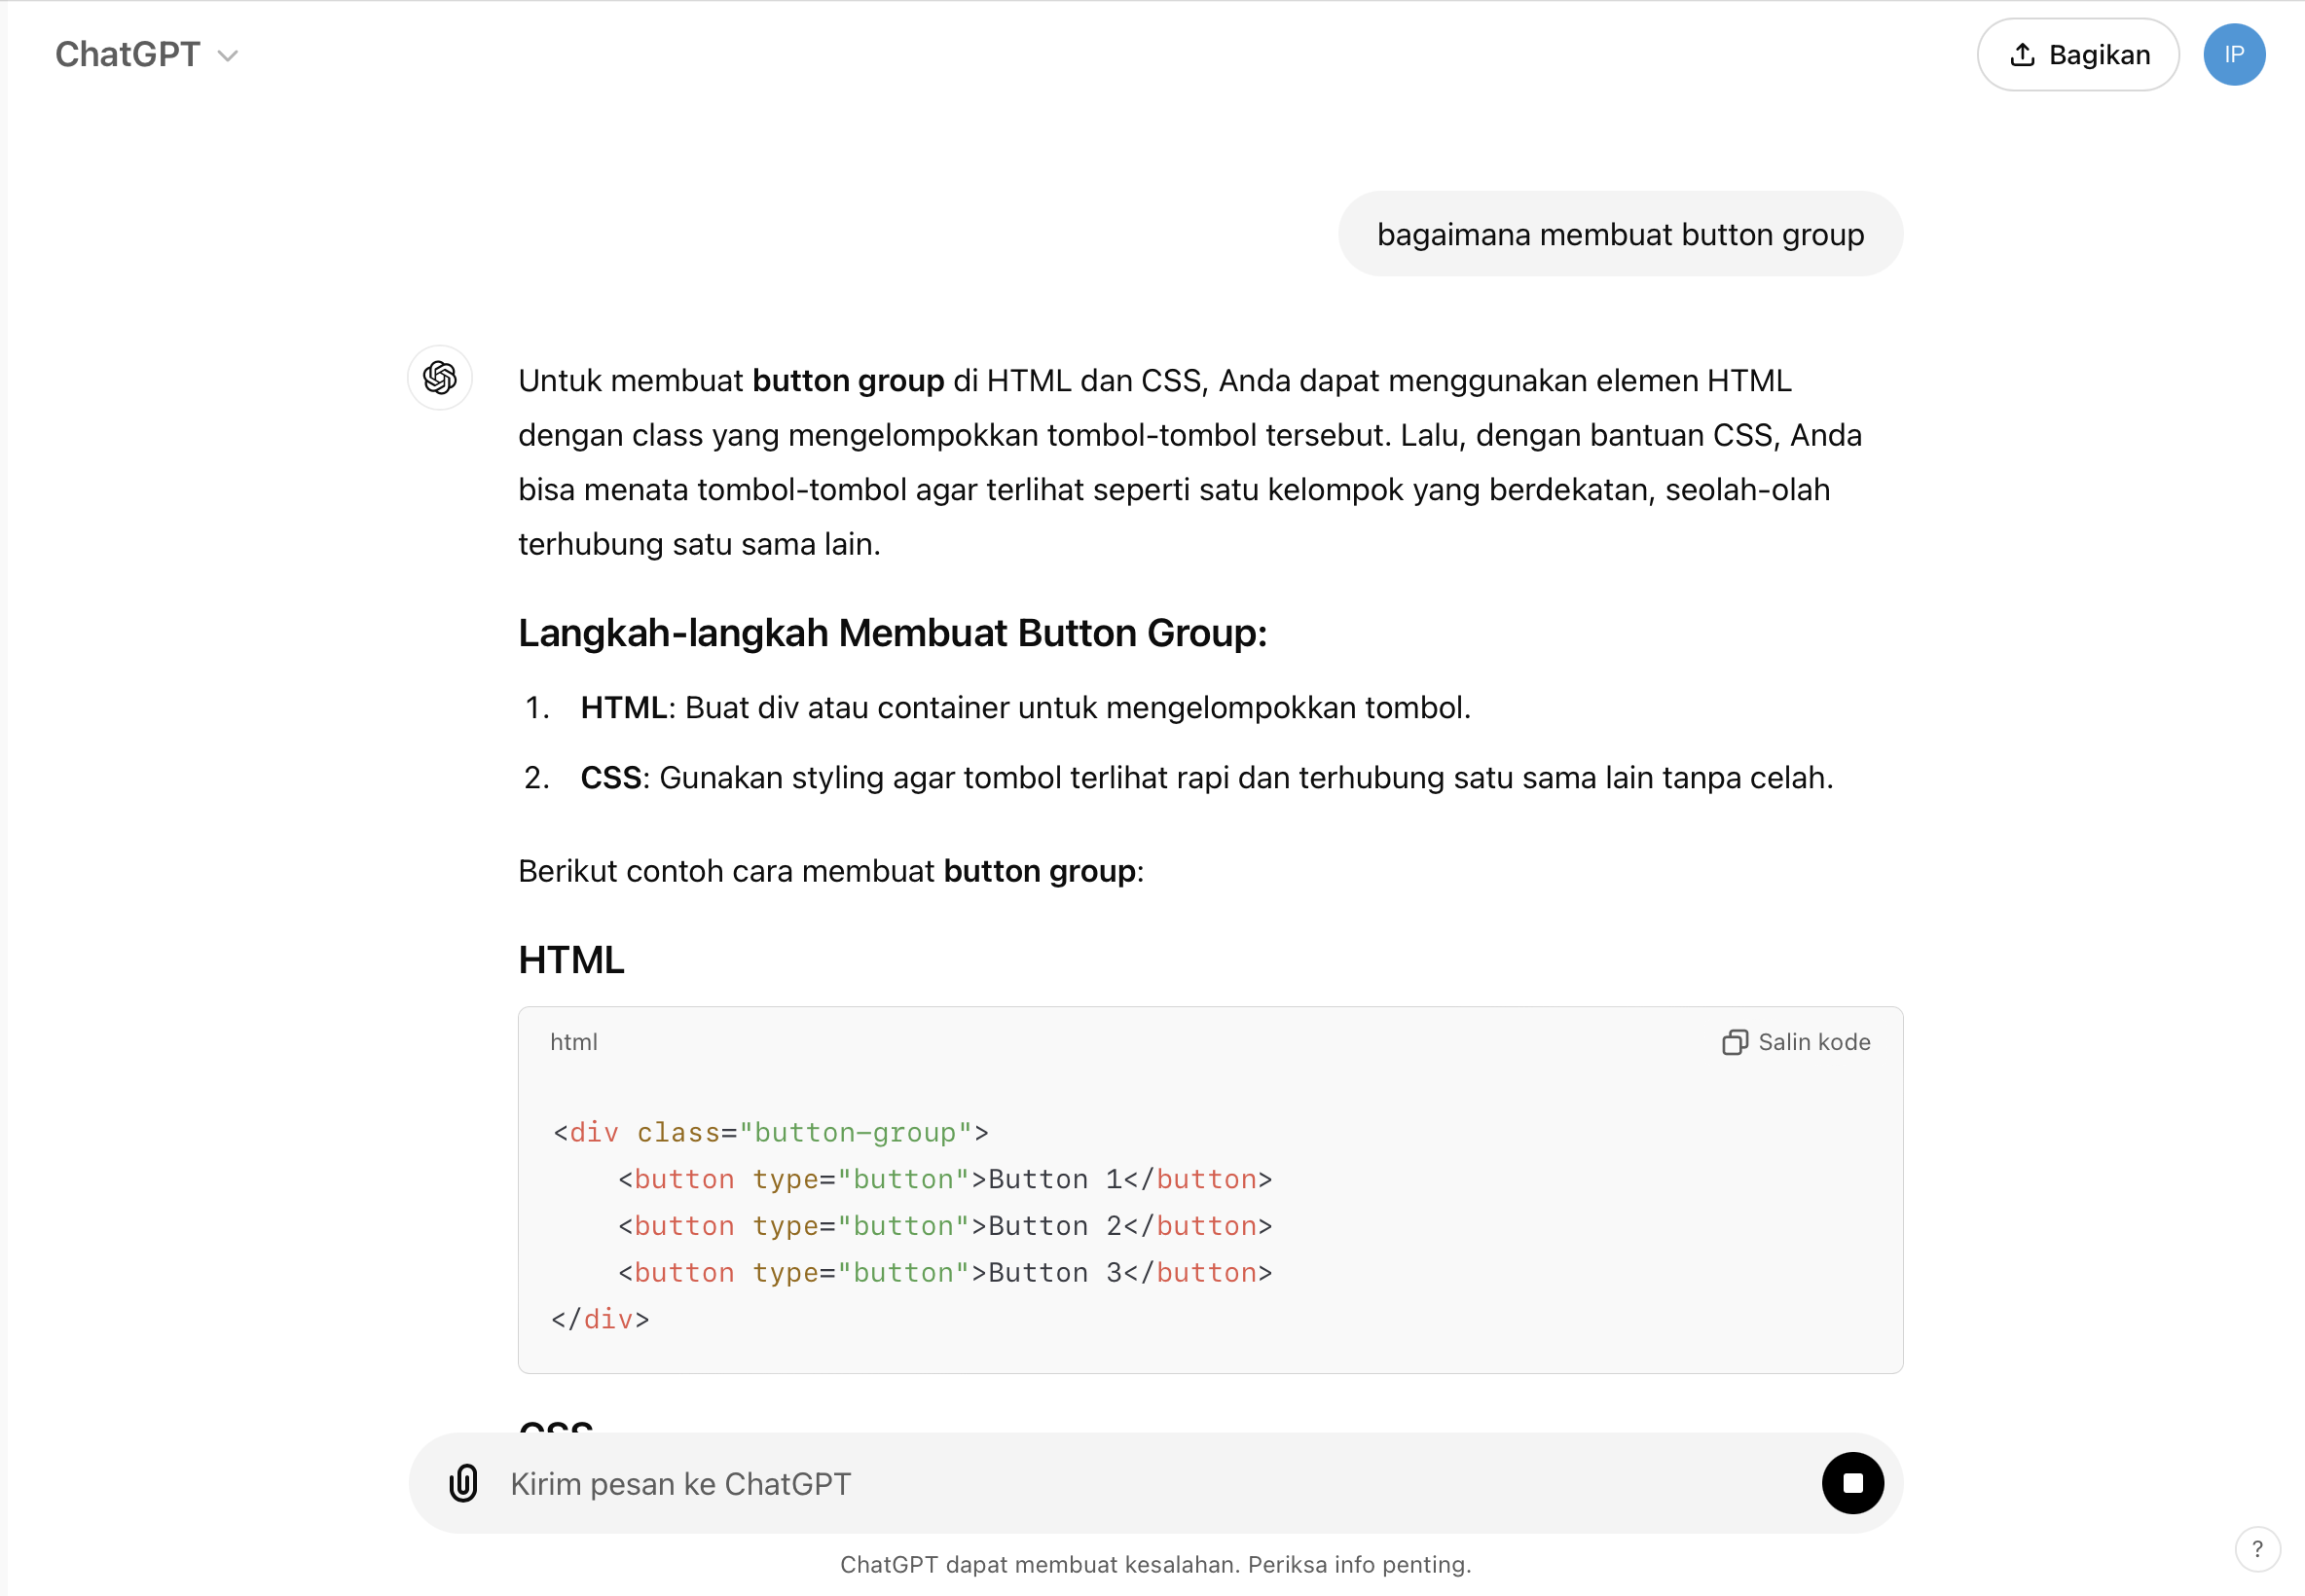 ChatGPT
Bagikan
IP
bagaimana membuat button group
Untuk membuat button group di HTML dan CSS, Anda dapat menggunakan elemen HTML
dengan class yang mengelompokkan tombol-tombol tersebut. Lalu, dengan bantuan CSS, Anda
bisa menata tombol-tombol agar terlihat seperti satu kelompok yang berdekatan, seolah-olah
terhubung satu sama lain.
Langkah-langkah Membuat Button Group:
1. HTML: Buat div atau container untuk mengelompokkan tombol.
2. CSS: Gunakan styling agar tombol terlihat rapi dan terhubung satu sama lain tanpa celah.
Berikut contoh cara membuat button group:
HTML
html
Salin kode
<div class="button-group">
    <button type="button">Button 1</button>
    <button type="button">Button 2</button>
    <button type="button">Button 3</button>
</div>
CSS
Kirim pesan ke ChatGPT
ChatGPT dapat membuat kesalahan. Periksa info penting.
?